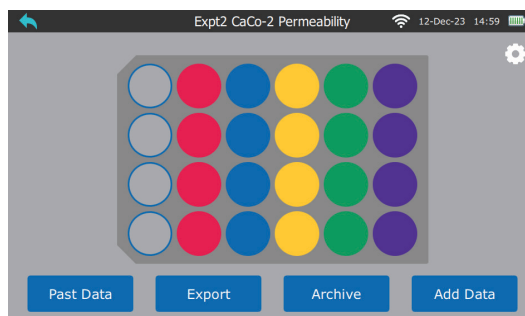 Expt2 CaCo-2 Permeability 12-Dec-23 14:59
Past Data Export Archive Add Data